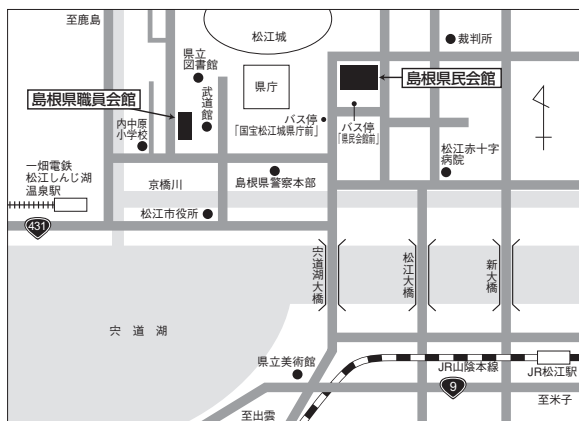 至鹿島
松江城
裁判所
県立
図書館
県庁
島根県民会館
島根県職員会館
武道館
バス停
「国宝松江城県庁前」
バス停
「県民会館前」
内中原
小学校
松江赤十字
病院
一畑電鉄
松江しんじ湖
温泉駅
京橋川
島根県警察本部
松江市役所
431
宍道湖大橋
松江大橋
新大橋
宍道湖
県立美術館
JR山陰本線
JR松江駅
9
至出雲
至米子